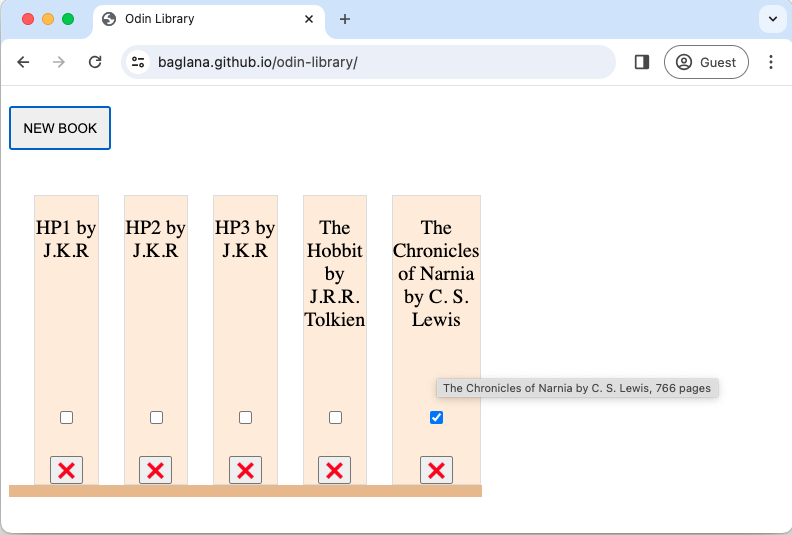 Odin Library
baglana.github.io/odin-library/
Guest
NEW BOOK
HP1 by
J.K.R
HP2 by
J.K.R
HP3 by
J.K.R
The
Hobbit
by
J.R.R.
Tolkien
The
Chronicles
of Narnia
by C. S.
Lewis
The Chronicles of Narnia by C. S. Lewis, 766 pages